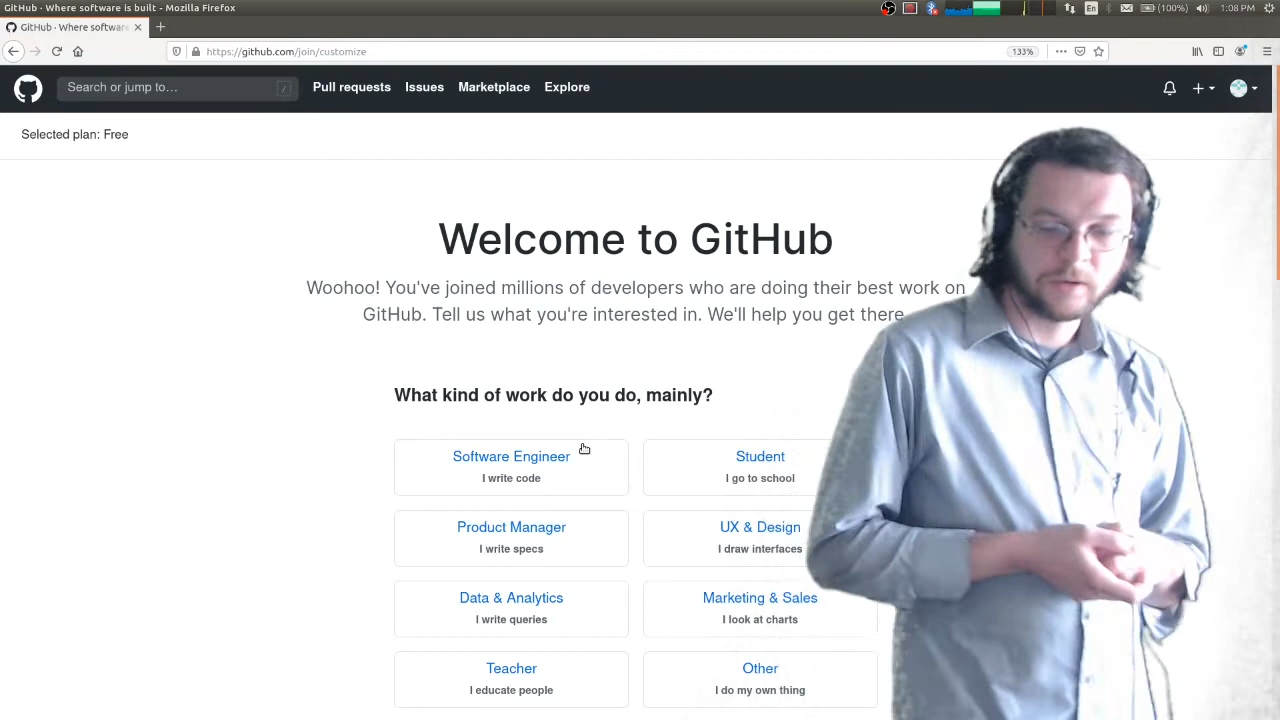 GitHub - Where software is built - Mozilla Firefox
En
(100%)
1:08 PM
GitHub · Where software
https://github.com/join/customize
133%
Search or jump to…
/
Pull requests
Issues
Marketplace
Explore
Selected plan: Free
Welcome to GitHub
Woohoo! You've joined millions of developers who are doing their best work on
GitHub. Tell us what you're interested in. We'll help you get there
What kind of work do you do, mainly?
Software Engineer
I write code
Student
I go to school
Product Manager
I write specs
UX & Design
I draw interfaces
Data & Analytics
I write queries
Marketing & Sales
I look at charts
Teacher
I educate people
Other
I do my own thing